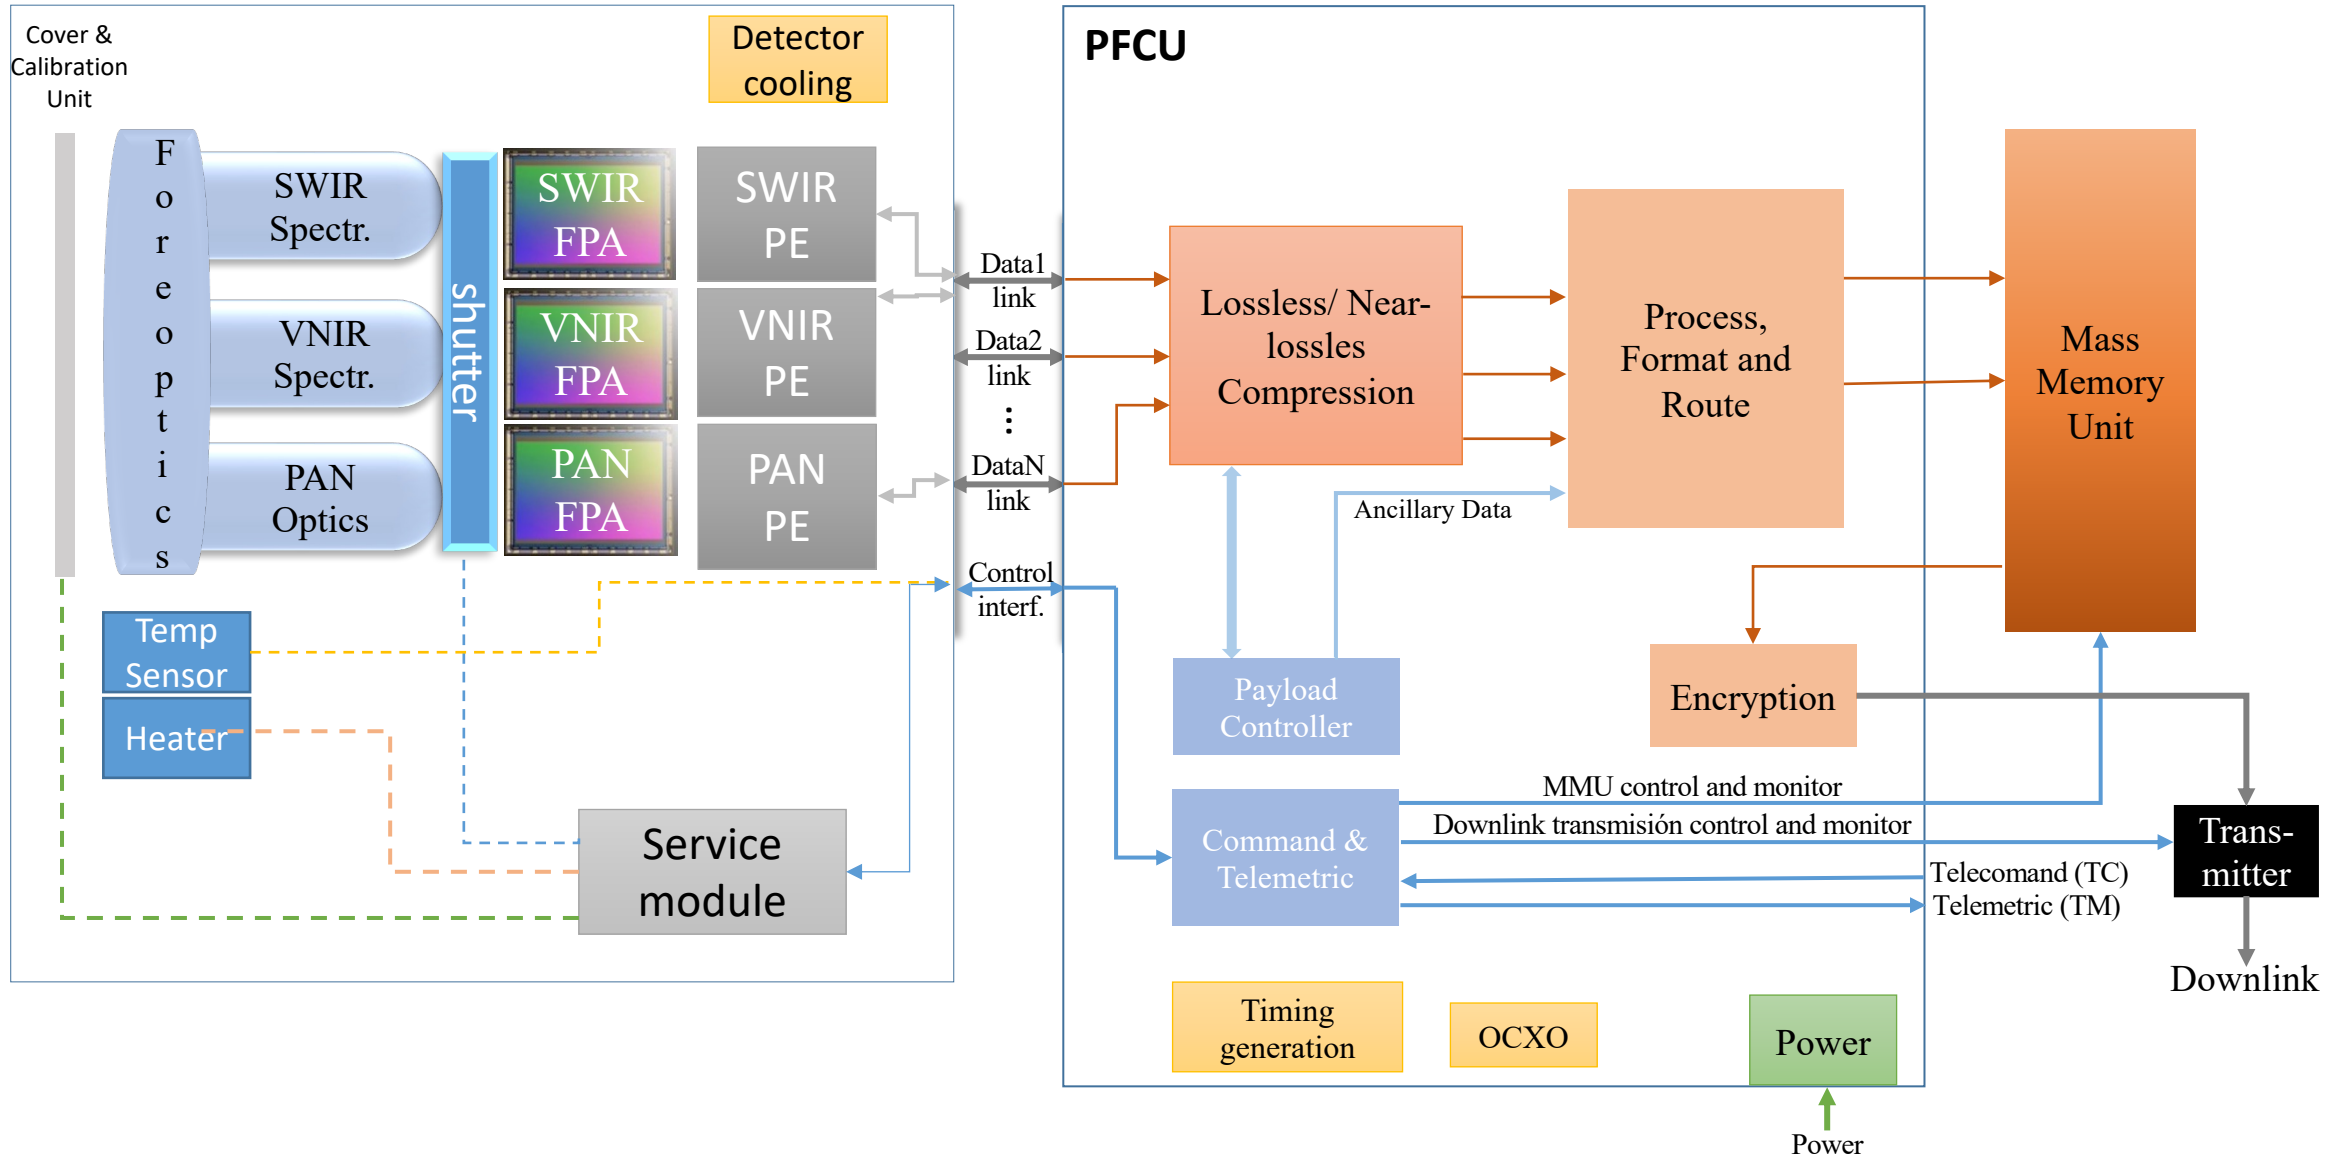 Cover &
Calibration
Unit
Detector
cooling
Foreoptics
SWIR
Spectr.
VNIR
Spectr.
PAN
Optics
shutter
SWIR
FPA
VNIR
FPA
PAN
FPA
SWIR
PE
VNIR
PE
PAN
PE
Temp
Sensor
Heater
Service
module
Data1
link
Data2
link
⋮
DataN
link
Control
interf.
PFCU
Lossless/ Near-
lossles
Compression
Process,
Format and
Route
Ancillary Data
Payload
Controller
Encryption
Command &
Telemetric
MMU control and monitor
Downlink transmisión control and monitor
Telecomand (TC)
Telemetric (TM)
Timing
generation
OCXO
Power
Power
Mass
Memory
Unit
Trans-
mitter
Downlink